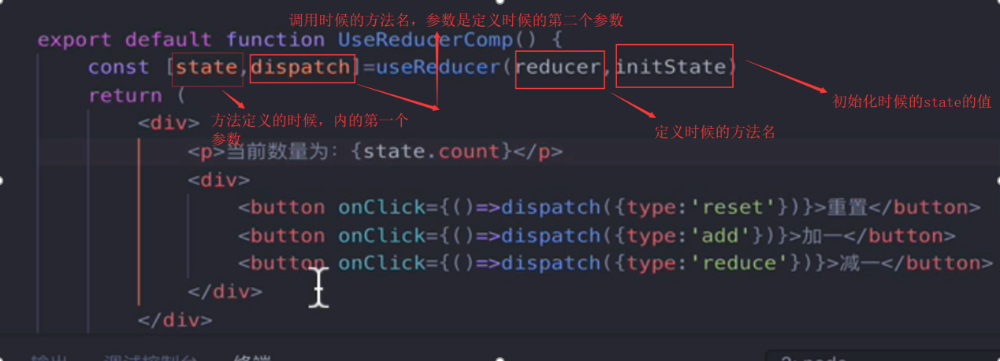 调用时候的方法名，参数是定义时候的第二个参数
export default function UseReducerComp() {
const [state,dispatch]=useReducer(reducer,initState)
return (
初始化时候的state的值
<div>
方法定义的时候，内的第一个
参数
定义时候的方法名
<p>当前数量为：{state.count}</p>
<div>
<button onClick={()=>dispatch({type:'reset'})}>重置</button>
<button onClick={()=>dispatch({type:'add'})}>加一</button>
<button onClick={()=>dispatch({type:'reduce'})}>减一</button>
</div>
</div>